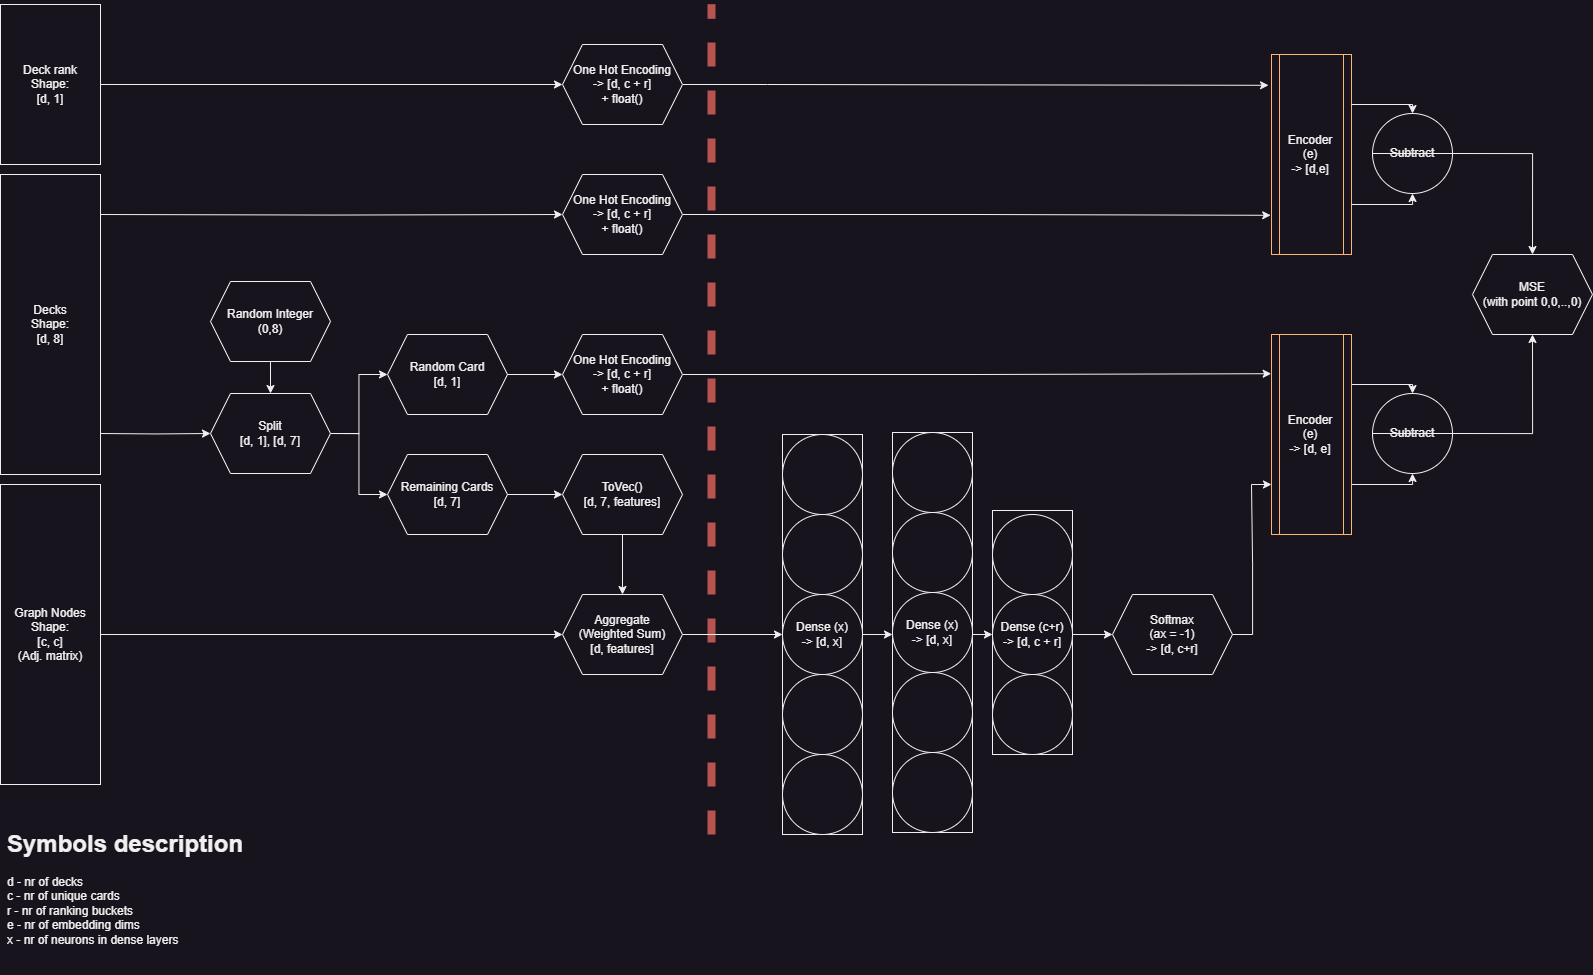 Deck rank
Shape:
[d, 1]
One Hot Encoding
-> [d, c + r]
+ float()
Encoder
(e)
-> [d,e]
Subtract
Decks
Shape:
[d, 8]
One Hot Encoding
-> [d, c + r]
+ float()
MSE
(with point 0,0,..,0)
Random Integer
(0,8)
Split
[d, 1], [d, 7]
Random Card
[d, 1]
One Hot Encoding
-> [d, c + r]
+ float()
Encoder
(e)
-> [d, e]
Subtract
Remaining Cards
[d, 7]
ToVec()
[d, 7, features]
Graph Nodes
Shape:
[c, c]
(Adj. matrix)
Aggregate
(Weighted Sum)
[d, features]
Dense (x)
-> [d, x]
Dense (x)
-> [d, x]
Dense (c+r)
-> [d, c + r]
Softmax
(ax = -1)
-> [d, c+r]
Symbols description
d - nr of decks
c - nr of unique cards
r - nr of ranking buckets
e - nr of embedding dims
x - nr of neurons in dense layers